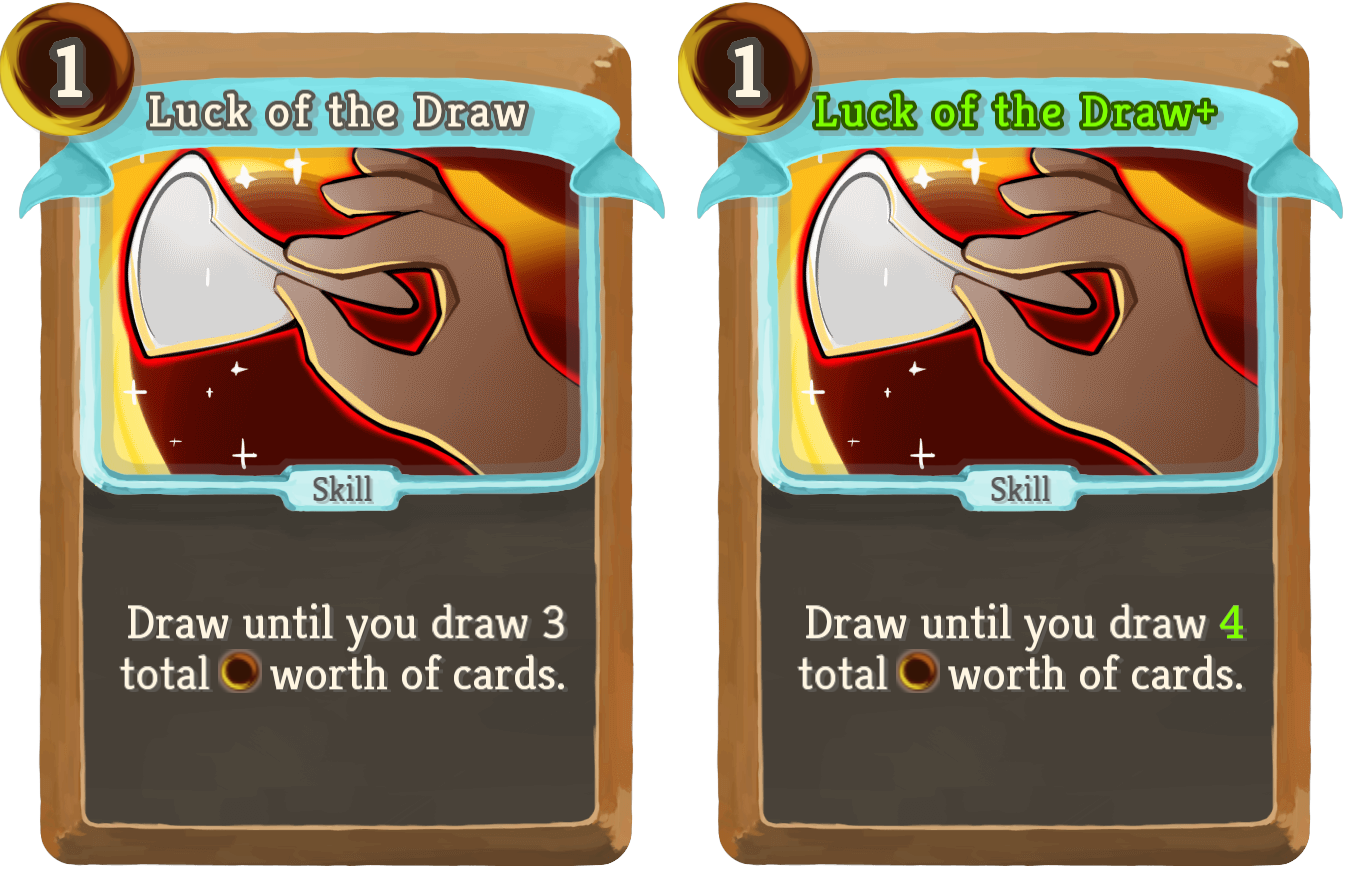 1
Luck of the Draw
Skill
Draw until you draw 3
total worth of cards.
1
Luck of the Draw+
Skill
Draw until you draw 4
total worth of cards.